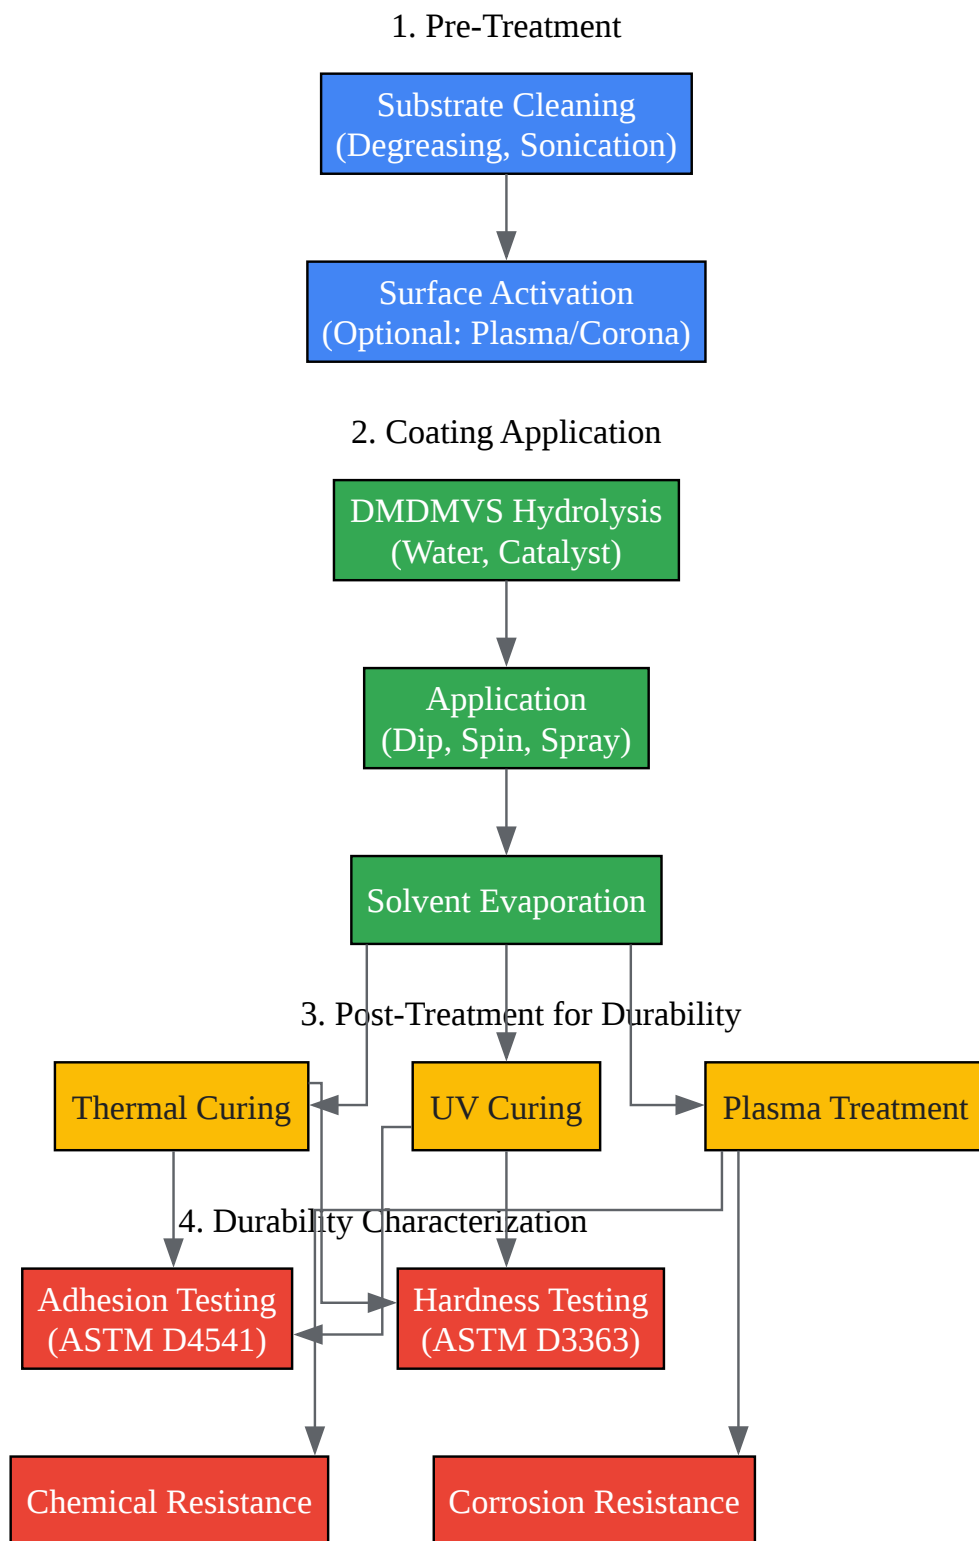 1. Pre-Treatment
Substrate Cleaning
(Degreasing, Sonication)
Surface Activation
(Optional: Plasma/Corona)
2. Coating Application
DMDMVS Hydrolysis
(Water, Catalyst)
Application
(Dip, Spin, Spray)
Solvent Evaporation
3. Post-Treatment for Durability
Thermal Curing
UV Curing
Plasma Treatment
4. Durability Characterization
Adhesion Testing
(ASTM D4541)
Hardness Testing
(ASTM D3363)
Chemical Resistance
Corrosion Resistance